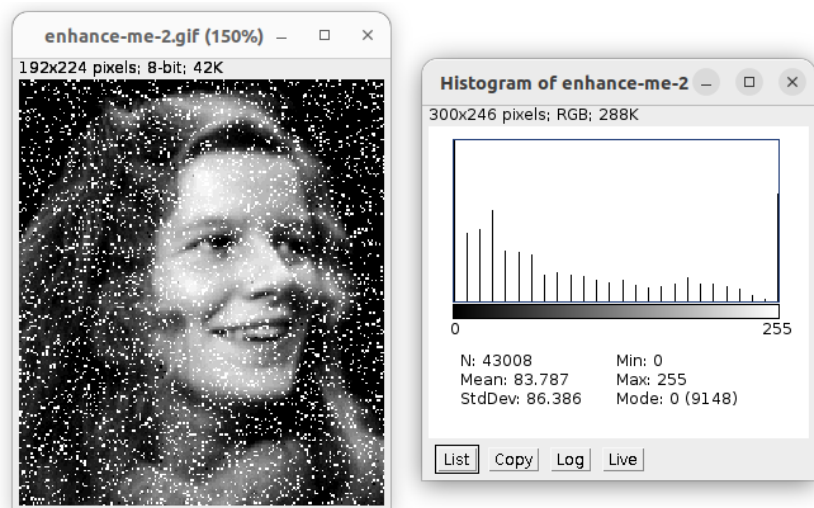 enhance-me-2.gif (150%)
192x224 pixels; 8-bit; 42K
Histogram of enhance-me-2
300x246 pixels; RGB; 288K
0 255
N: 43008 Min: 0
Mean: 83.787 Max: 255
StdDev: 86.386 Mode: 0 (9148)
List Copy Log Live